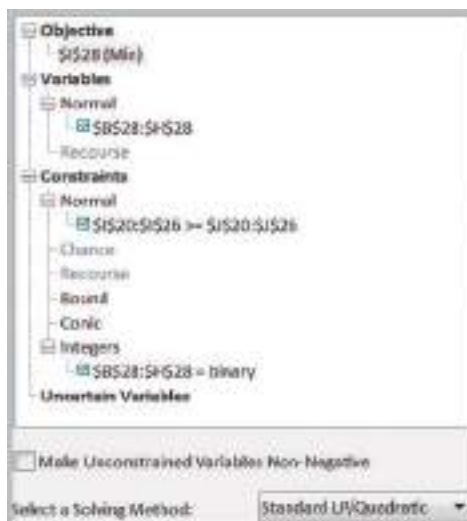 Objective
$I$28 (Min)
Variables
Normal
$B$28:$H$28
Recourse
Constraints
Normal
$I$20:$I$26 >= $J$20:$J$26
Chance
Recourse
Bound
Conic
Integers
$B$28:$H$28 = binary
Uncertain Variables
Make Unconstrained Variables Non-Negative
Select a Solving Method: Standard LP/Quadratic